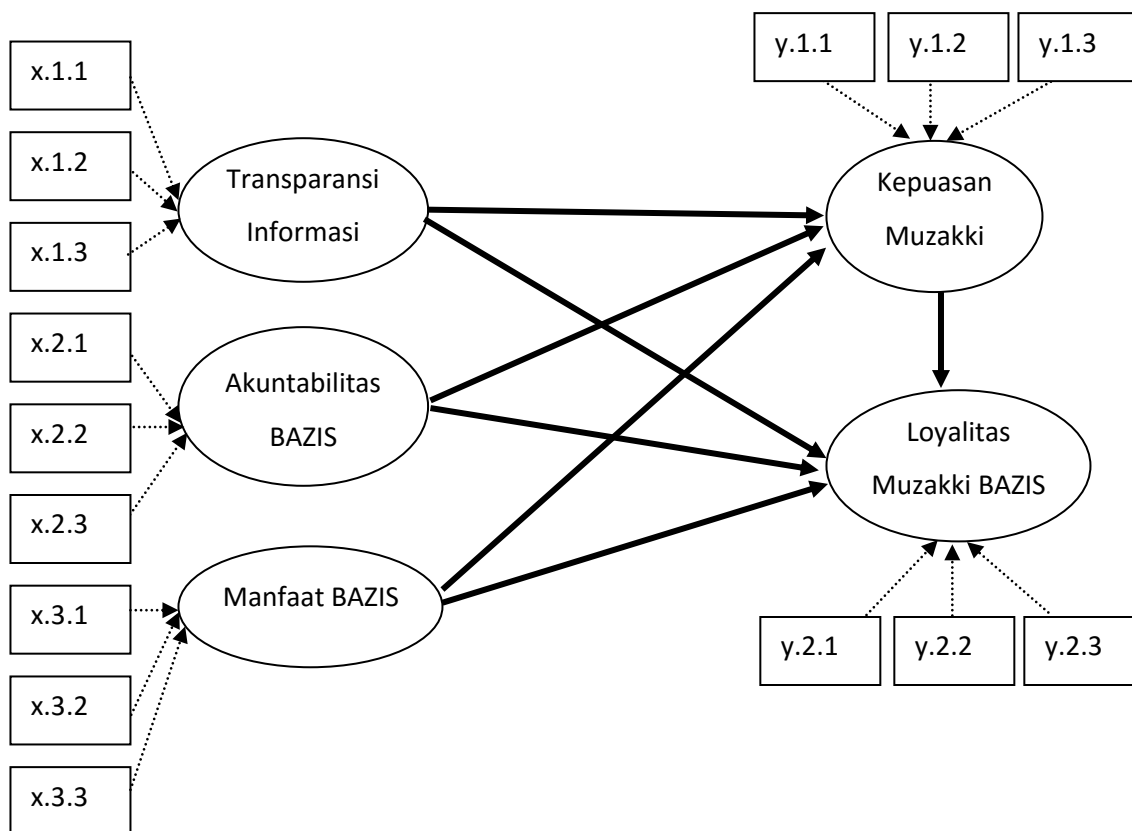 x.1.1
x.1.2
x.1.3
x.2.1
x.2.2
x.2.3
x.3.1
x.3.2
x.3.3
Transparansi
Informasi
Akuntabilitas
BAZIS
Manfaat BAZIS
y.1.1
y.1.2
y.1.3
Kepuasan
Muzakki
Loyalitas
Muzakki BAZIS
y.2.1
y.2.2
y.2.3